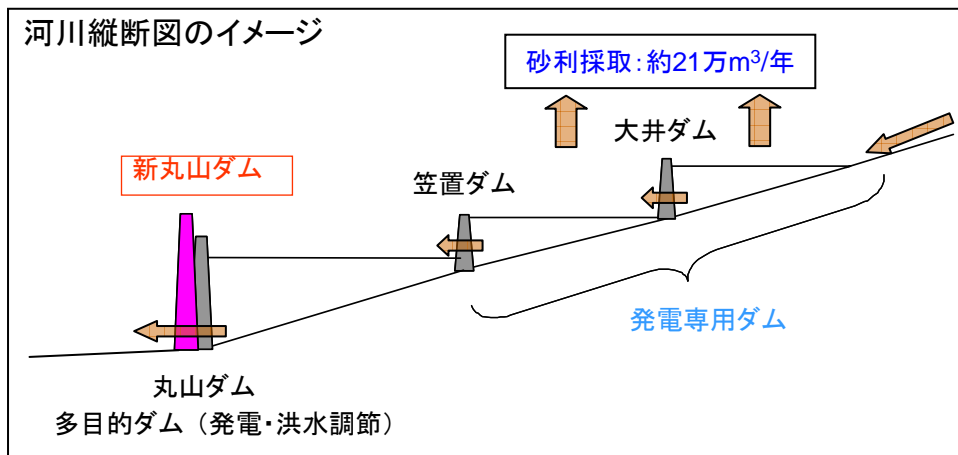 河川縦断図のイメージ
砂利採取:約21万m³/年
大井ダム
新丸山ダム
笠置ダム
発電専用ダム
丸山ダム
多目的ダム(発電・洪水調節)